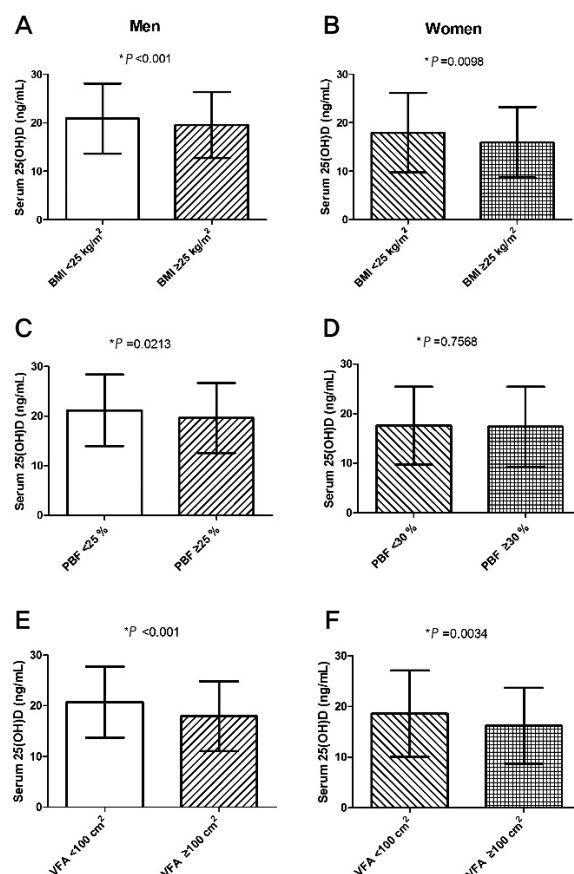 Men
Women
A
*P <0.001
Serum 25(OH)D (ng/mL)
30
20
10
0
BMI <25 kg/m²
BMI ≥25 kg/m²
B
*P =0.0098
Serum 25(OH)D (ng/mL)
30
20
10
0
BMI <25 kg/m²
BMI ≥25 kg/m²
C
*P =0.0213
Serum 25(OH)D (ng/mL)
30
20
10
0
PBF <25 %
PBF ≥25 %
D
*P =0.7568
Serum 25(OH)D (ng/mL)
30
20
10
0
PBF <30 %
PBF ≥30 %
E
*P <0.001
Serum 25(OH)D (ng/mL)
30
20
10
0
VFA <100 cm²
VFA ≥100 cm²
F
*P =0.0034
Serum 25(OH)D (ng/mL)
30
20
10
0
VFA <100 cm²
VFA ≥100 cm²